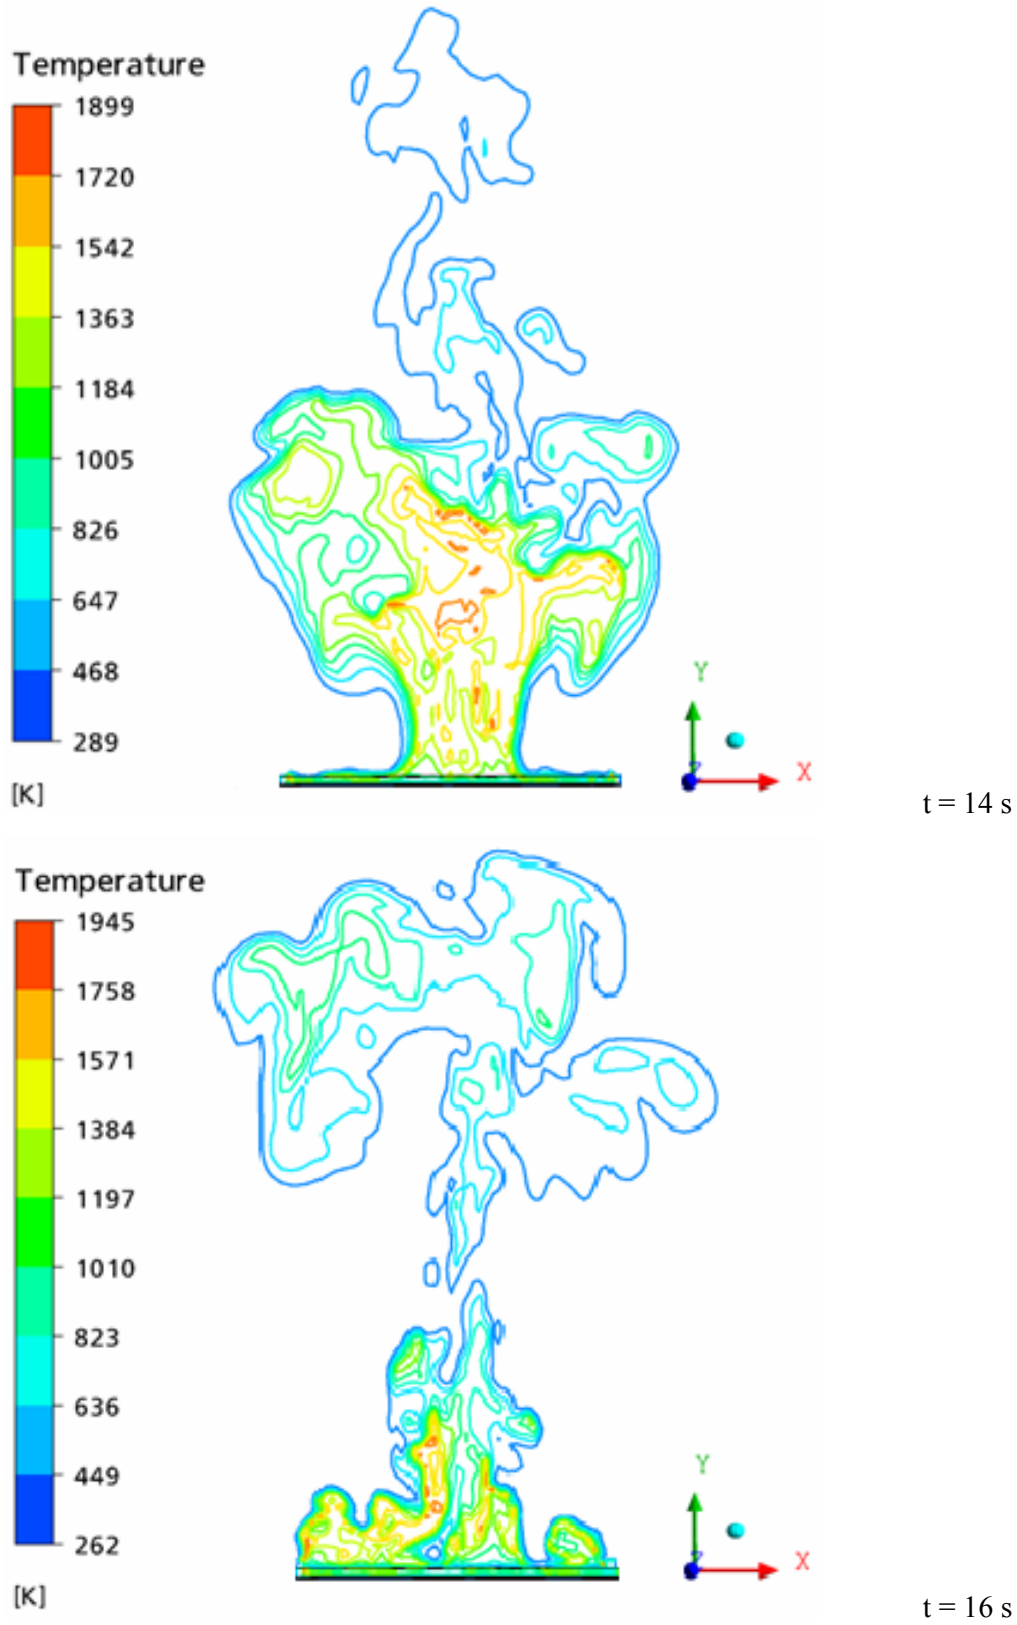 Temperature
1899
1720
1542
1363
1184
1005
826
647
468
289
[K]
Y
Z
X
t = 14 s
Temperature
1945
1758
1571
1384
1197
1010
823
636
449
262
[K]
Y
Z
X
t = 16 s